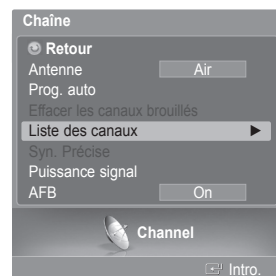 Chaîne
Retour
Antenne Air
Prog. auto
Effacer les canaux brouillés
Liste des canaux
Syn. Précise
Puissance signal
AFB On
Channel
Intro.